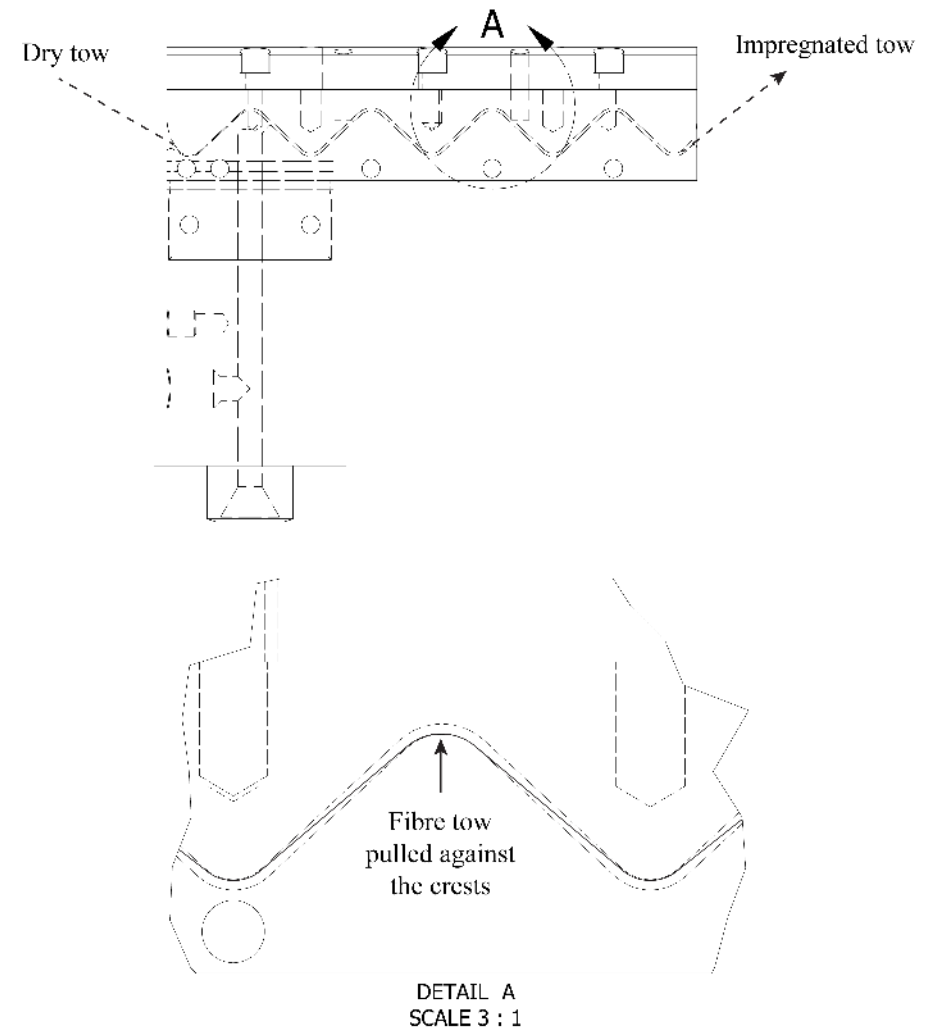 A
Dry tow
Impregnated tow
Fibre tow
pulled against
the crests
DETAIL A
SCALE 3 : 1